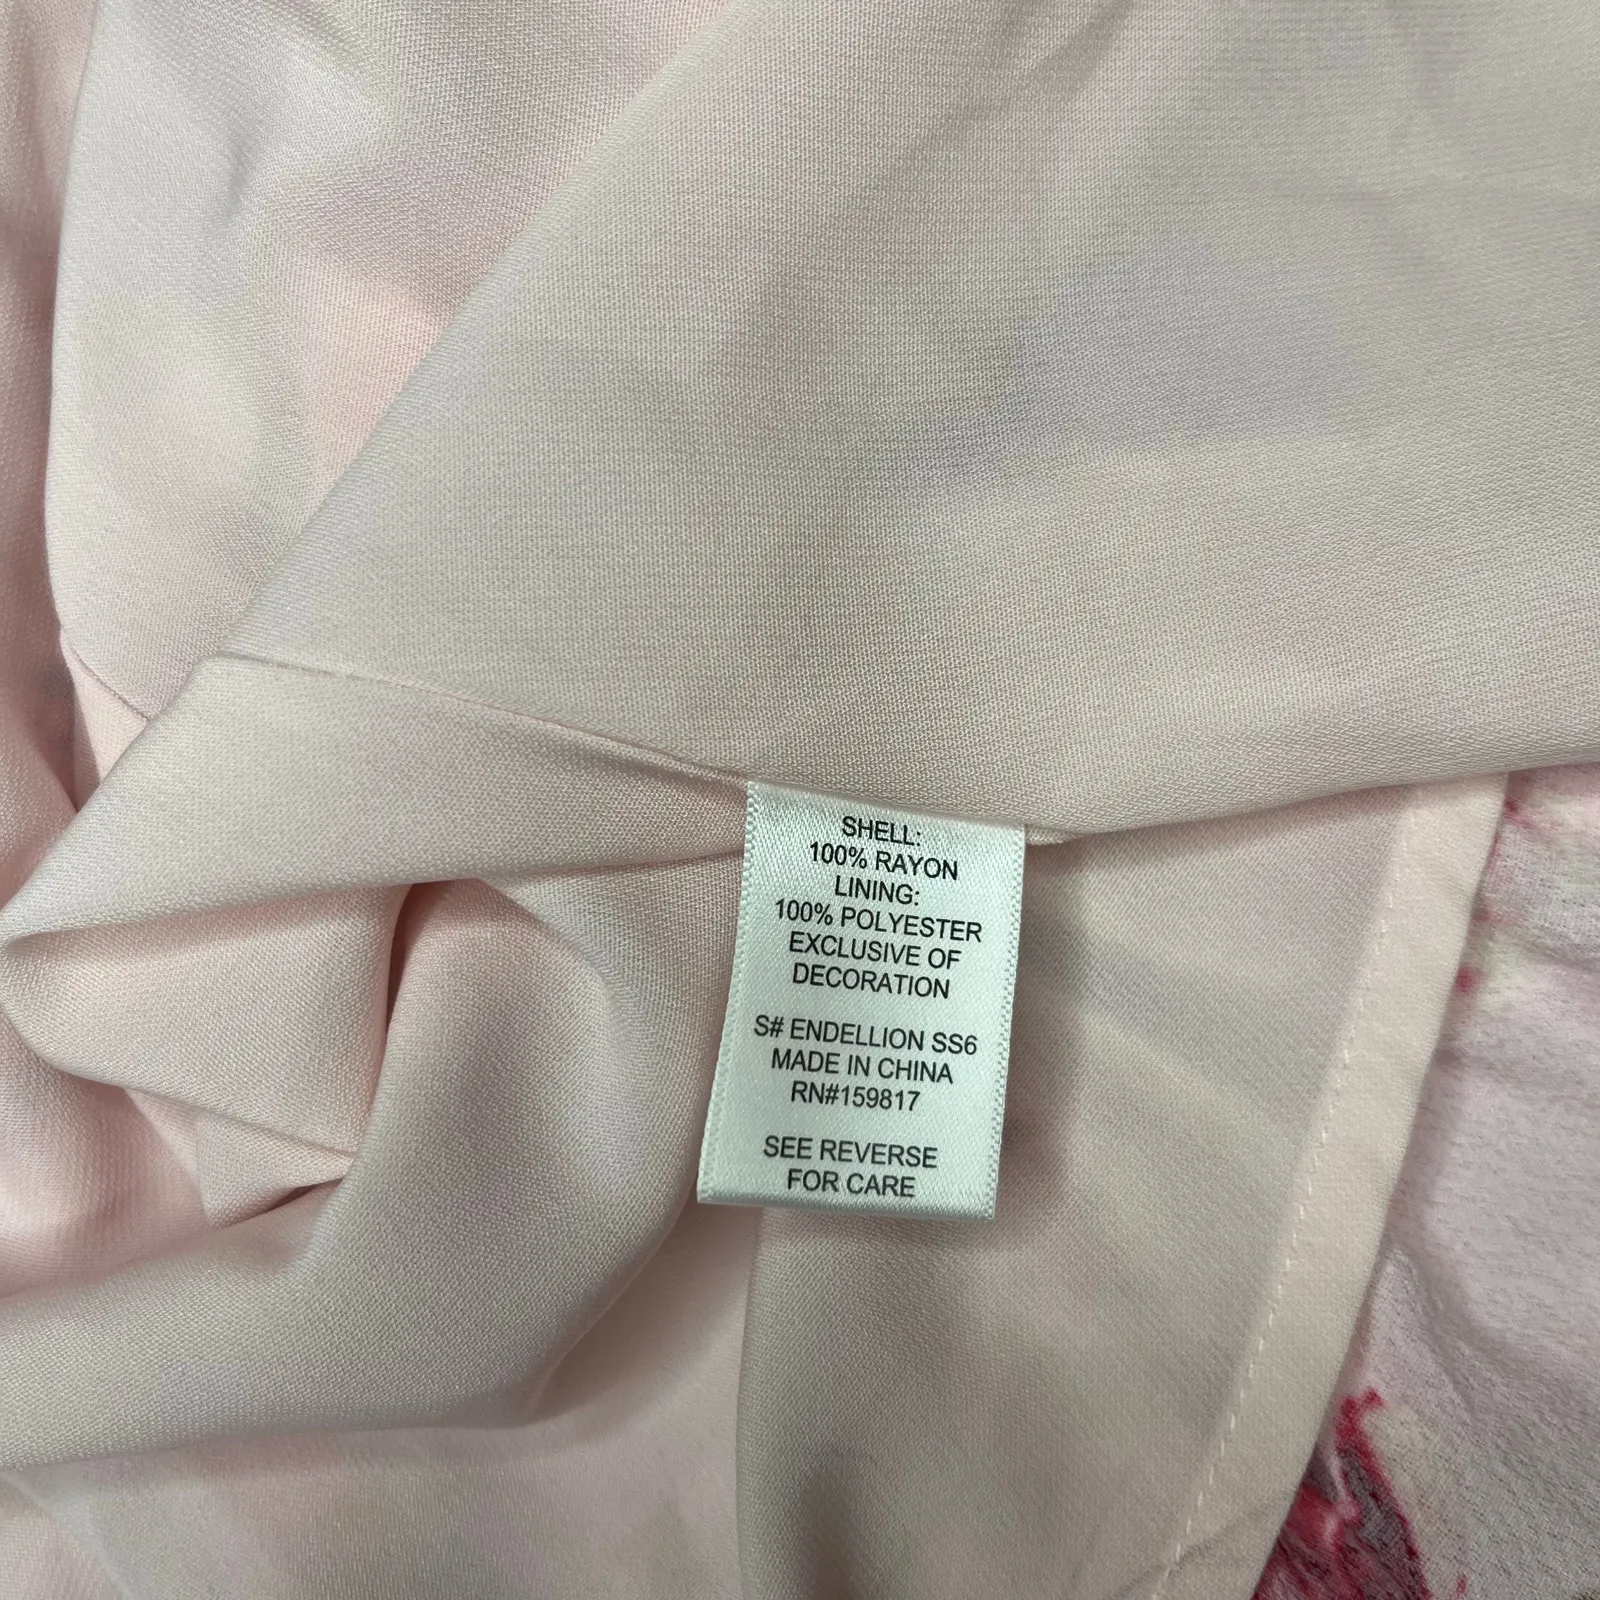 SHELL:
100% RAYON
LINING:
100% POLYESTER
EXCLUSIVE OF
DECORATION
S# ENDELLION SS6
MADE IN CHINA
RN#159817
SEE REVERSE
FOR CARE